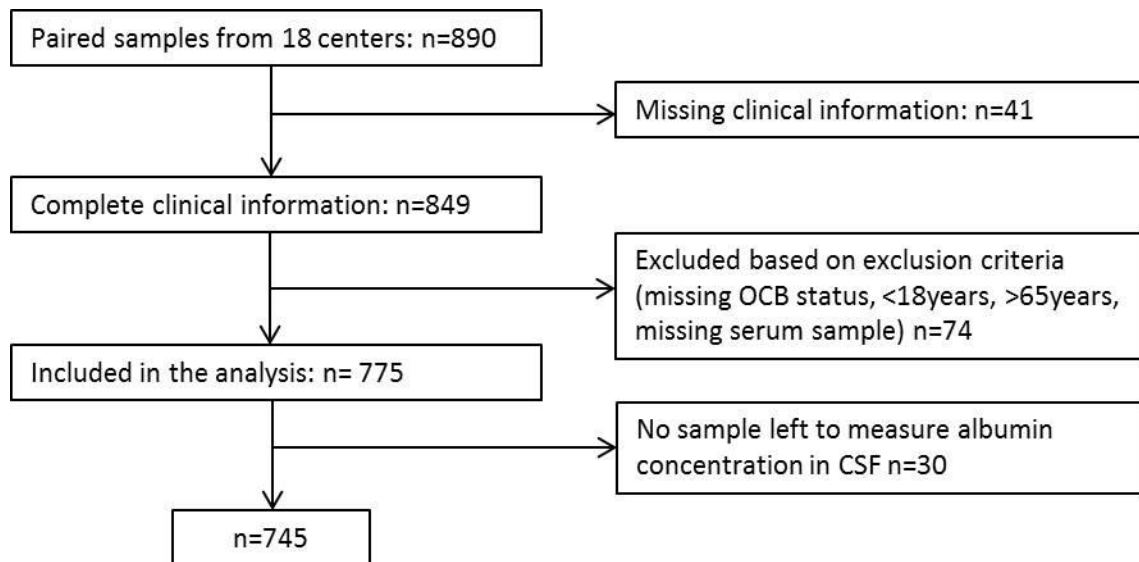 Paired samples from 18 centers: n=890
Missing clinical information: n=41
Complete clinical information: n=849
Excluded based on exclusion criteria
(missing OCB status, <18years, >65years,
missing serum sample) n=74
Included in the analysis: n= 775
No sample left to measure albumin
concentration in CSF n=30
n=745